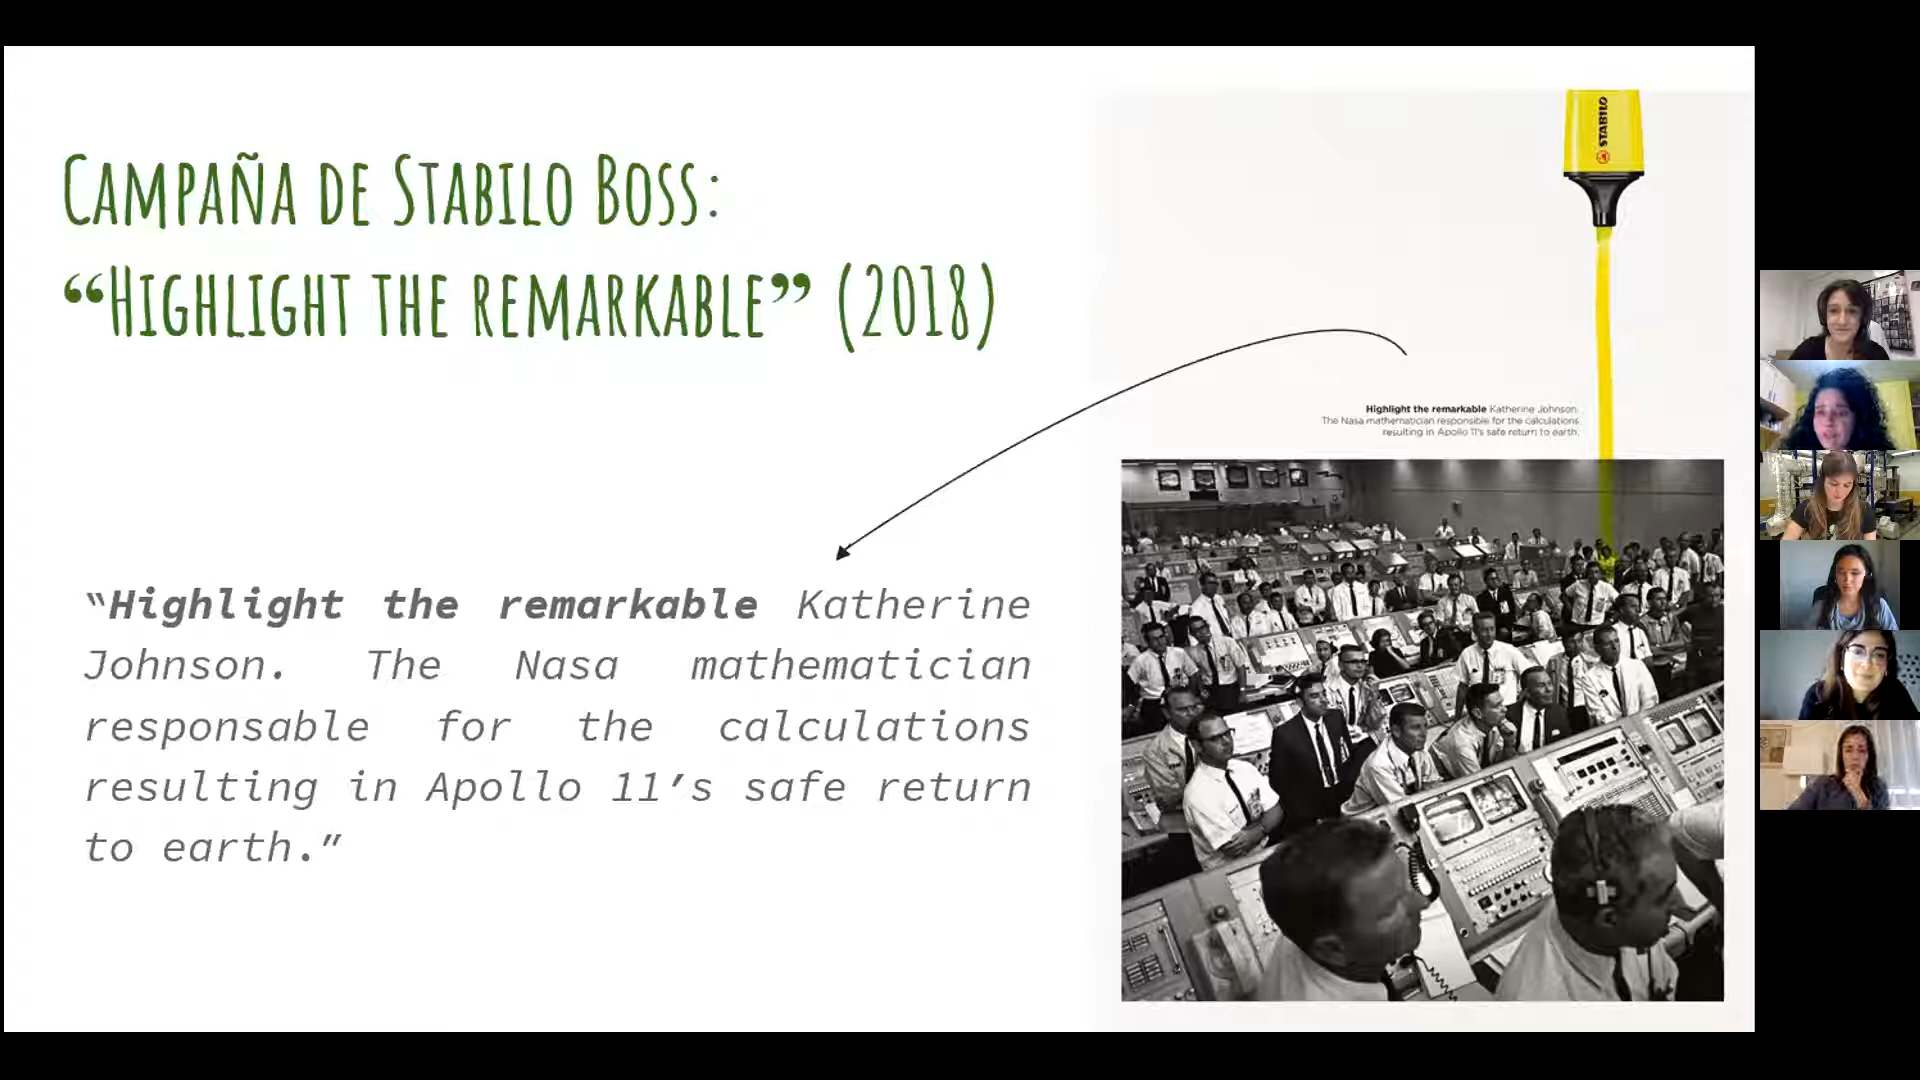 CAMPAÑA DE STABILO BOSS:
“HIGHLIGHT THE REMARKABLE” (2018)
STABILO
Highlight the remarkable Katherine Johnson.
The Nasa mathematician responsible for the calculations
resulting in Apollo 11's safe return to earth.
“Highlight the remarkable Katherine
Johnson. The Nasa mathematician
responsable for the calculations
resulting in Apollo 11’s safe return
to earth.”